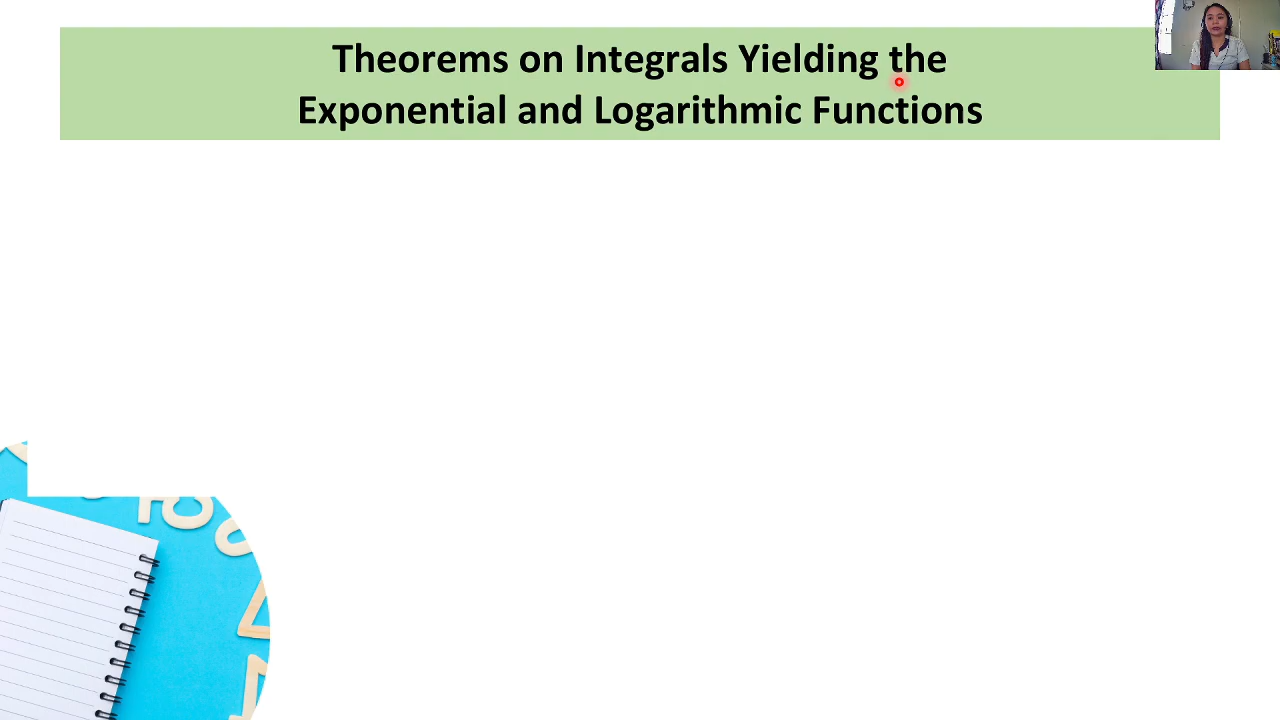 Theorems on Integrals Yielding the
Exponential and Logarithmic Functions